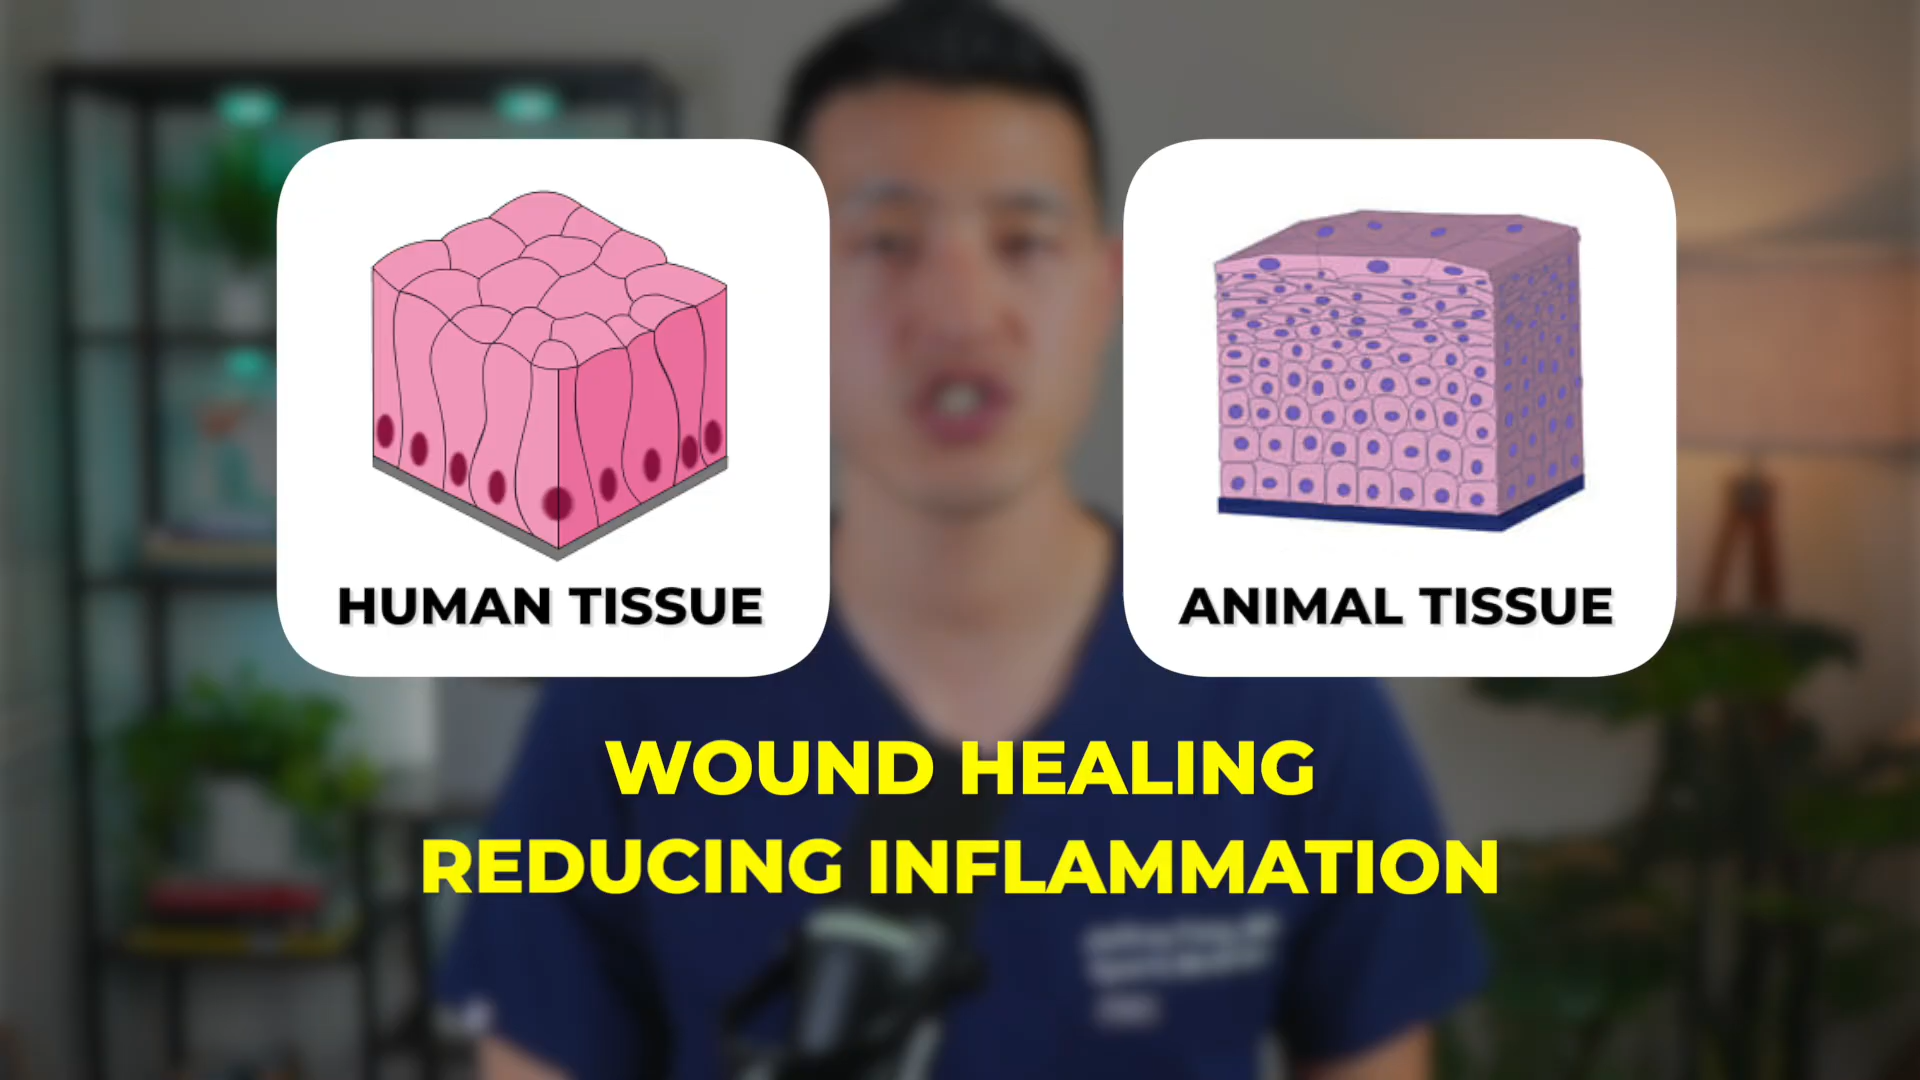 HUMAN TISSUE
ANIMAL TISSUE
WOUND HEALING
REDUCING INFLAMMATION